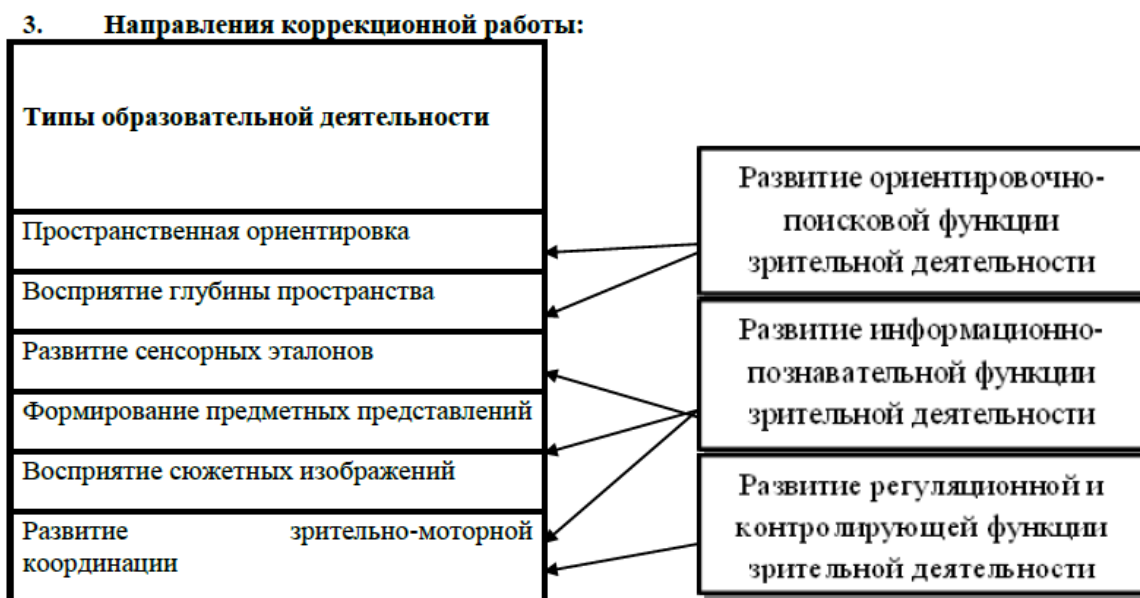 3. Направления коррекционной работы:
Типы образовательной деятельности
Пространственная ориентировка
Восприятие глубины пространства
Развитие сенсорных эталонов
Формирование предметных представлений
Восприятие сюжетных изображений
Развитие зрительно-моторной
координации
Развитие ориентировочно-
поисковой функции
зрительной деятельности
Развитие информационно-
познавательной функции
зрительной деятельности
Развитие регуляционной и
контролирующей функции
зрительной деятельности